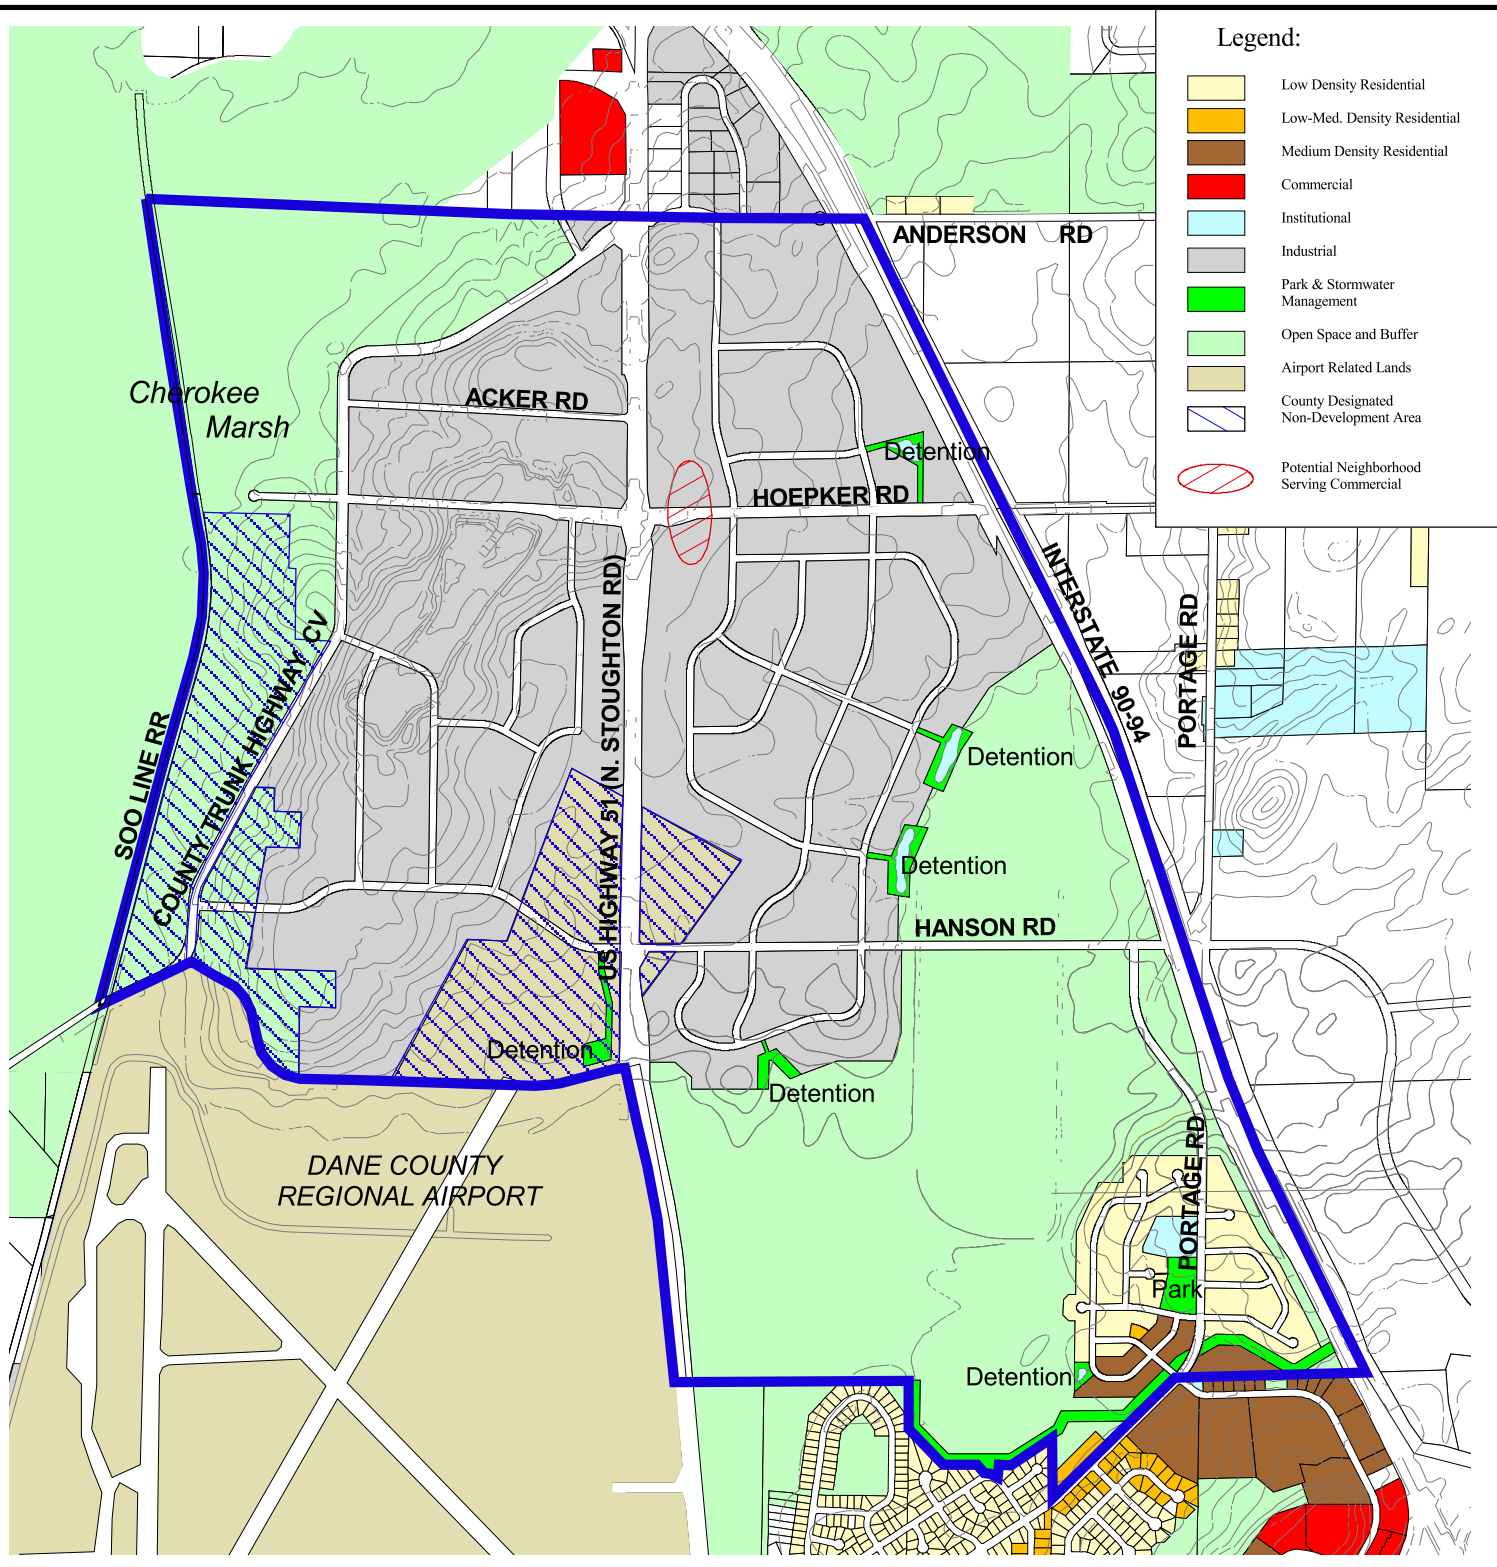 Legend:
Low Density Residential
Low-Med. Density Residential
Medium Density Residential
Commercial
Institutional
Industrial
Park & Stormwater
Management
Open Space and Buffer
Airport Related Lands
County Designated
Non-Development Area
Potential Neighborhood
Serving Commercial
ANDERSON RD
Cherokee
Marsh
ACKER RD
Detention
HOEPKER RD
INTERSTATE 90-94
PORTAGE RD
US HIGHWAY 51 (N. STOUGHTON RD)
COUNTY TRUNK HIGHWAY CV
SOO LINE RR
Detention
Detention
HANSON RD
Detention
Detention
DANE COUNTY
REGIONAL AIRPORT
PORTAGE RD
Park
Detention